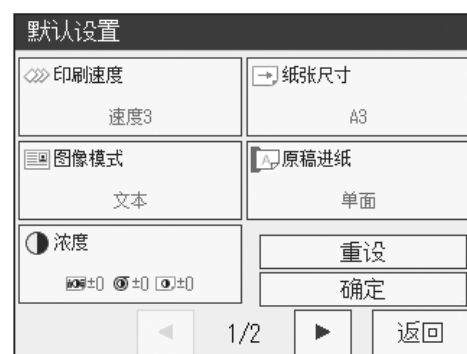 默认设置
印刷速度
速度3
纸张尺寸
A3
图像模式
文本
原稿进纸
单面
浓度
±0 ±0 ±0
重设
确定
1/2
返回